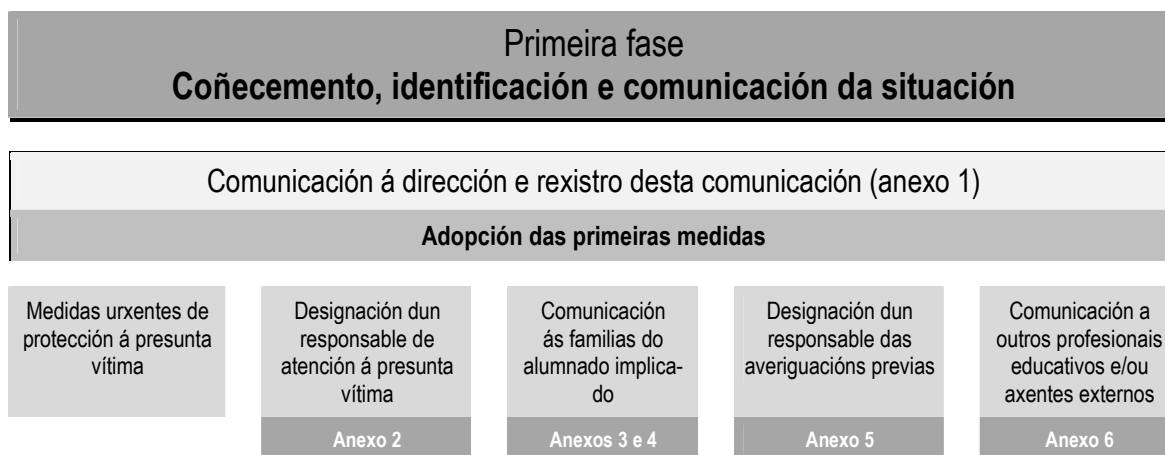 Primeira fase
Coñecemento, identificación e comunicación da situación
Comunicación á dirección e rexistro desta comunicación (anexo 1)
Adopción das primeiras medidas
Medidas urxentes de
protección á presunta
vítima
Designación dun
responsable de
atención á presunta
vítima
Anexo 2
Comunicación
ás familias do
alumnado implica-
do
Anexos 3 e 4
Designación dun
responsable das
averiguacións previas
Anexo 5
Comunicación a
outros profesionais
educativos e/ou
axentes externos
Anexo 6